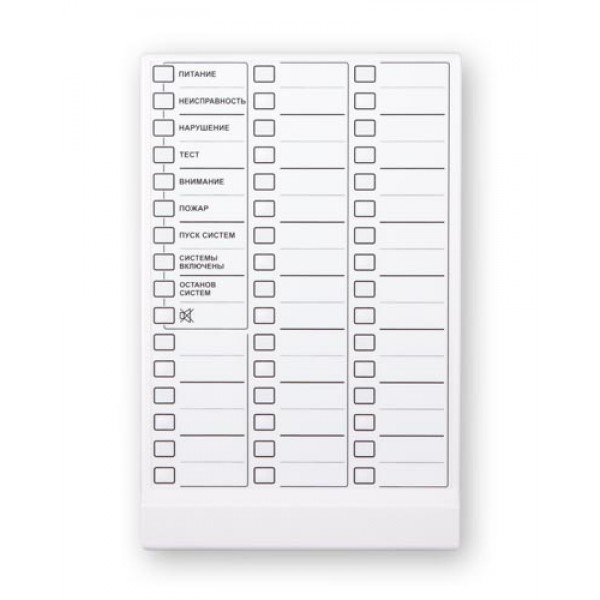 ПИТАНИЕ
НЕИСПРАВНОСТЬ
НАРУШЕНИЕ
ТЕСТ
ВНИМАНИЕ
ПОЖАР
ПУСК СИСТЕМ
СИСТЕМЫ
ВКЛЮЧЕНЫ
ОСТАНОВ
СИСТЕМ